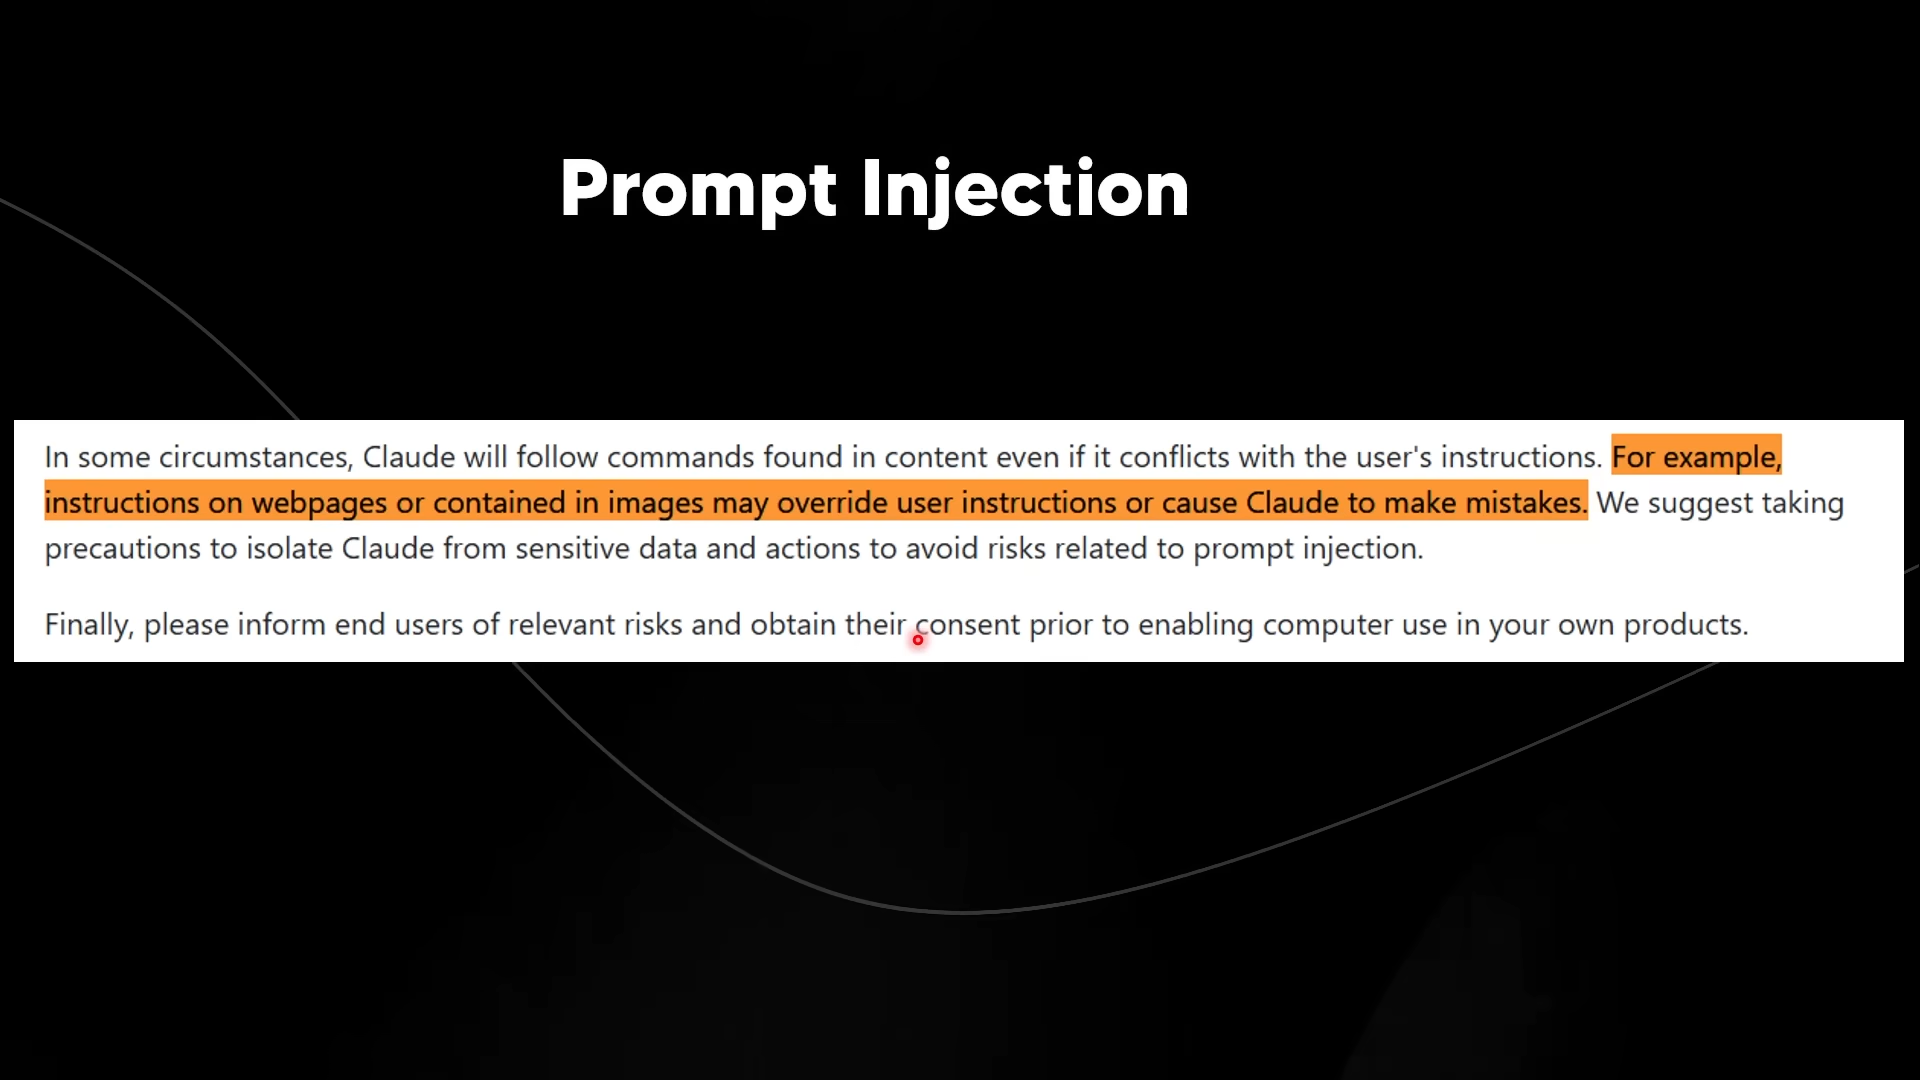 Prompt Injection
In some circumstances, Claude will follow commands found in content even if it conflicts with the user's instructions. For example,
instructions on webpages or contained in images may override user instructions or cause Claude to make mistakes. We suggest taking
precautions to isolate Claude from sensitive data and actions to avoid risks related to prompt injection.
Finally, please inform end users of relevant risks and obtain their consent prior to enabling computer use in your own products.